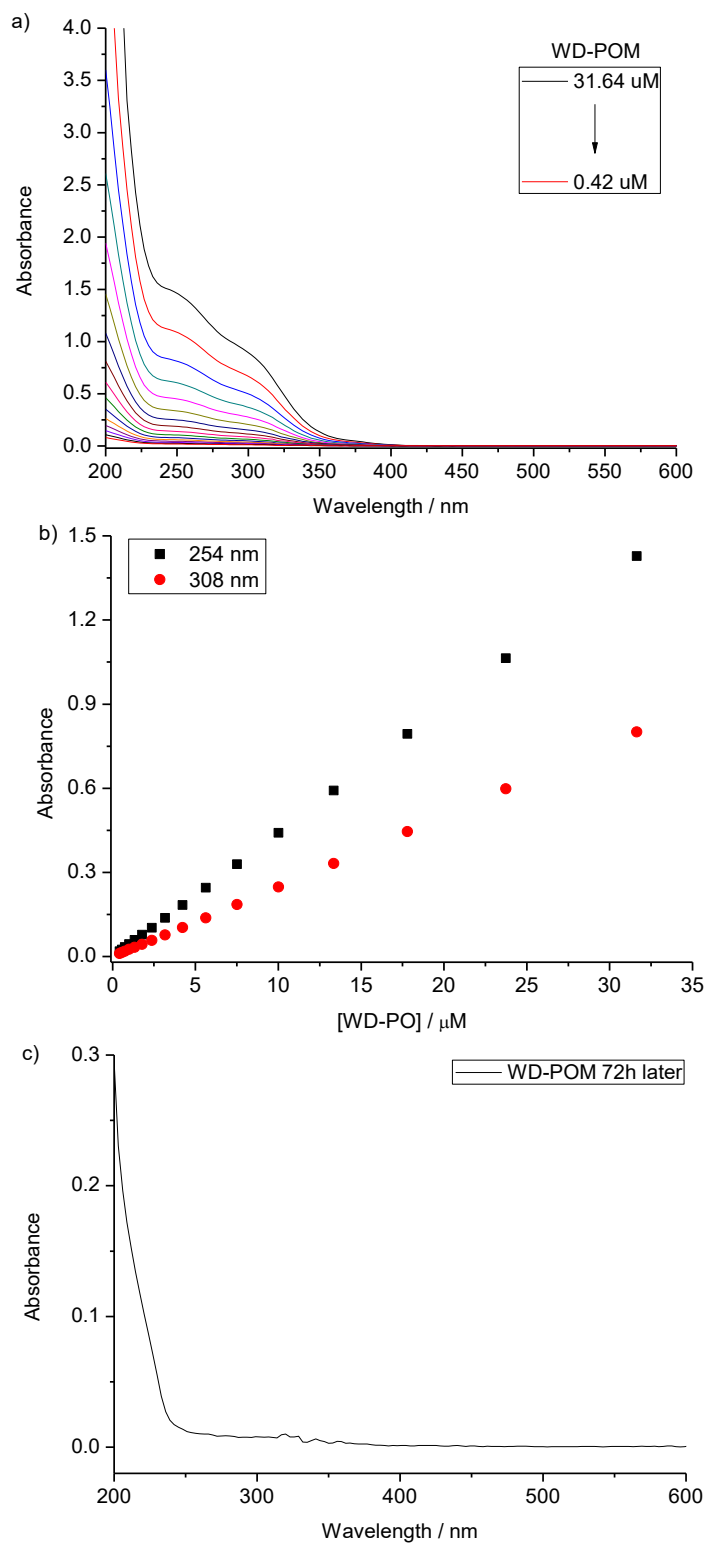 a)
4.0
3.5
3.0
2.5
2.0
1.5
1.0
0.5
0.0
Absorbance
WD-POM
31.64 uM
0.42 uM
200 250 300 350 400 450 500 550 600
Wavelength / nm
b)
1.5
1.2
0.9
0.6
0.3
0.0
Absorbance
254 nm
308 nm
0 5 10 15 20 25 30 35
[WD-PO] / μM
c)
0.3
0.2
0.1
0.0
Absorbance
WD-POM 72h later
200 300 400 500 600
Wavelength / nm